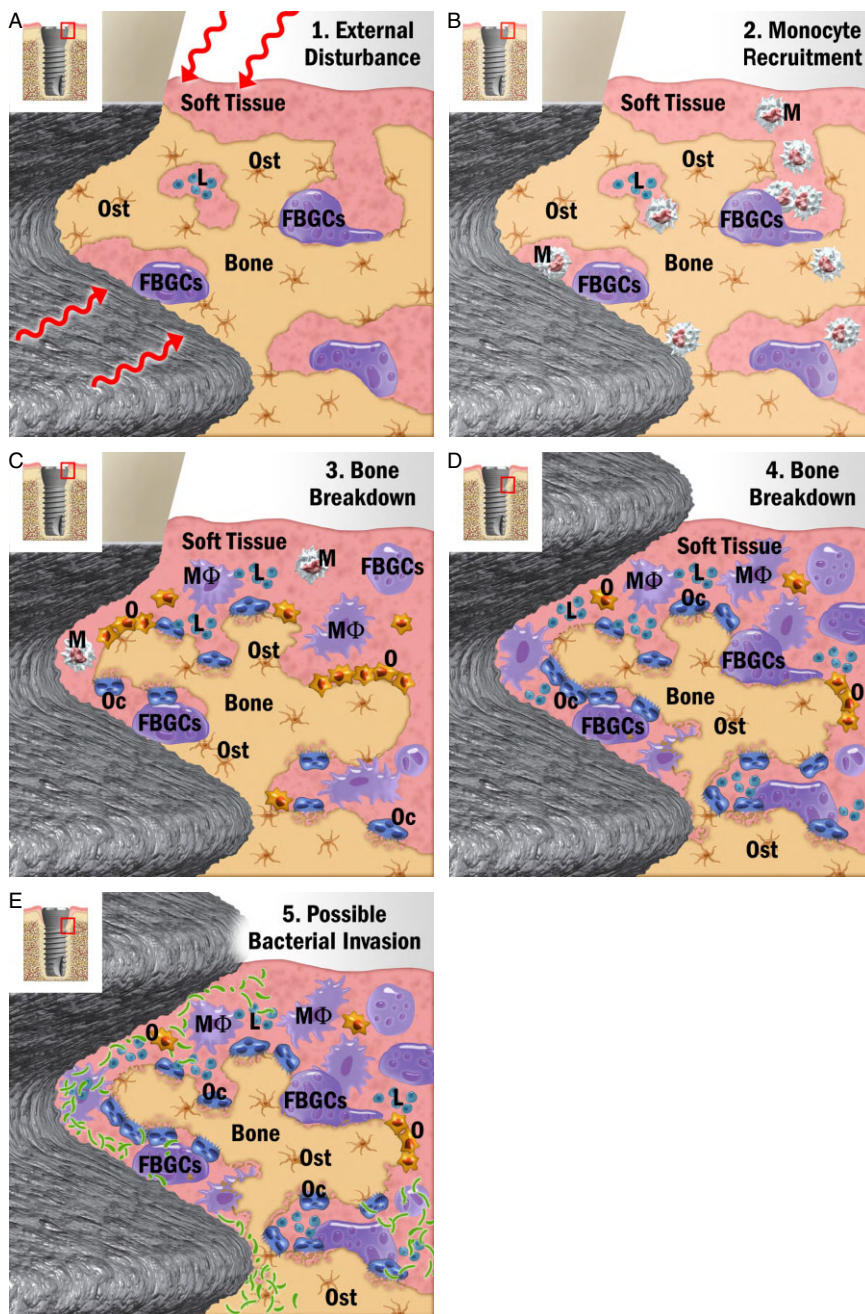 A
1. External
Disturbance
Soft Tissue
Ost
L
Ost
FBGCs
Bone
FBGCs
B
2. Monocyte
Recruitment
Soft Tissue
M
Ost
L
Ost
FBGCs
M
Bone
FBGCs
C
3. Bone
Breakdown
Soft Tissue
M
FBGCs
MΦ
L
O
L
MΦ
M
Ost
O
Oc
Bone
FBGCs
Ost
Oc
D
4. Bone
Breakdown
Soft Tissue
L
MΦ
MΦ
O
Oc
L
FBGCs
Oc
Bone
O
FBGCs
Ost
Ost
E
5. Possible
Bacterial Invasion
MΦ
L
MΦ
O
Oc
FBGCs
L
Bone
O
FBGCs
Ost
Oc
Ost